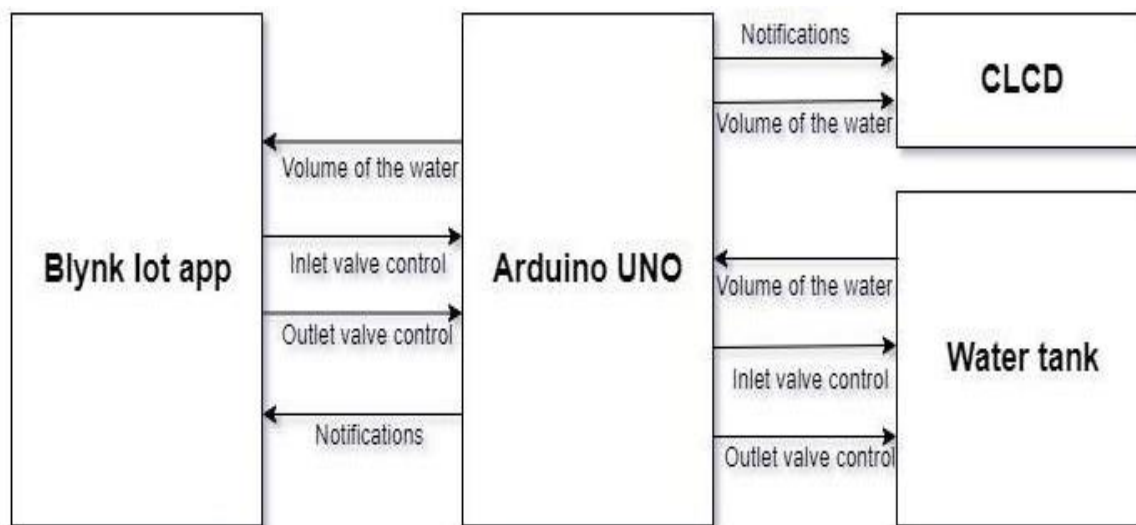 Notifications
CLCD
Volume of the water
Volume of the water
Blynk Iot app
Inlet valve control
Arduino UNO
Volume of the water
Outlet valve control
Inlet valve control
Water tank
Notifications
Outlet valve control